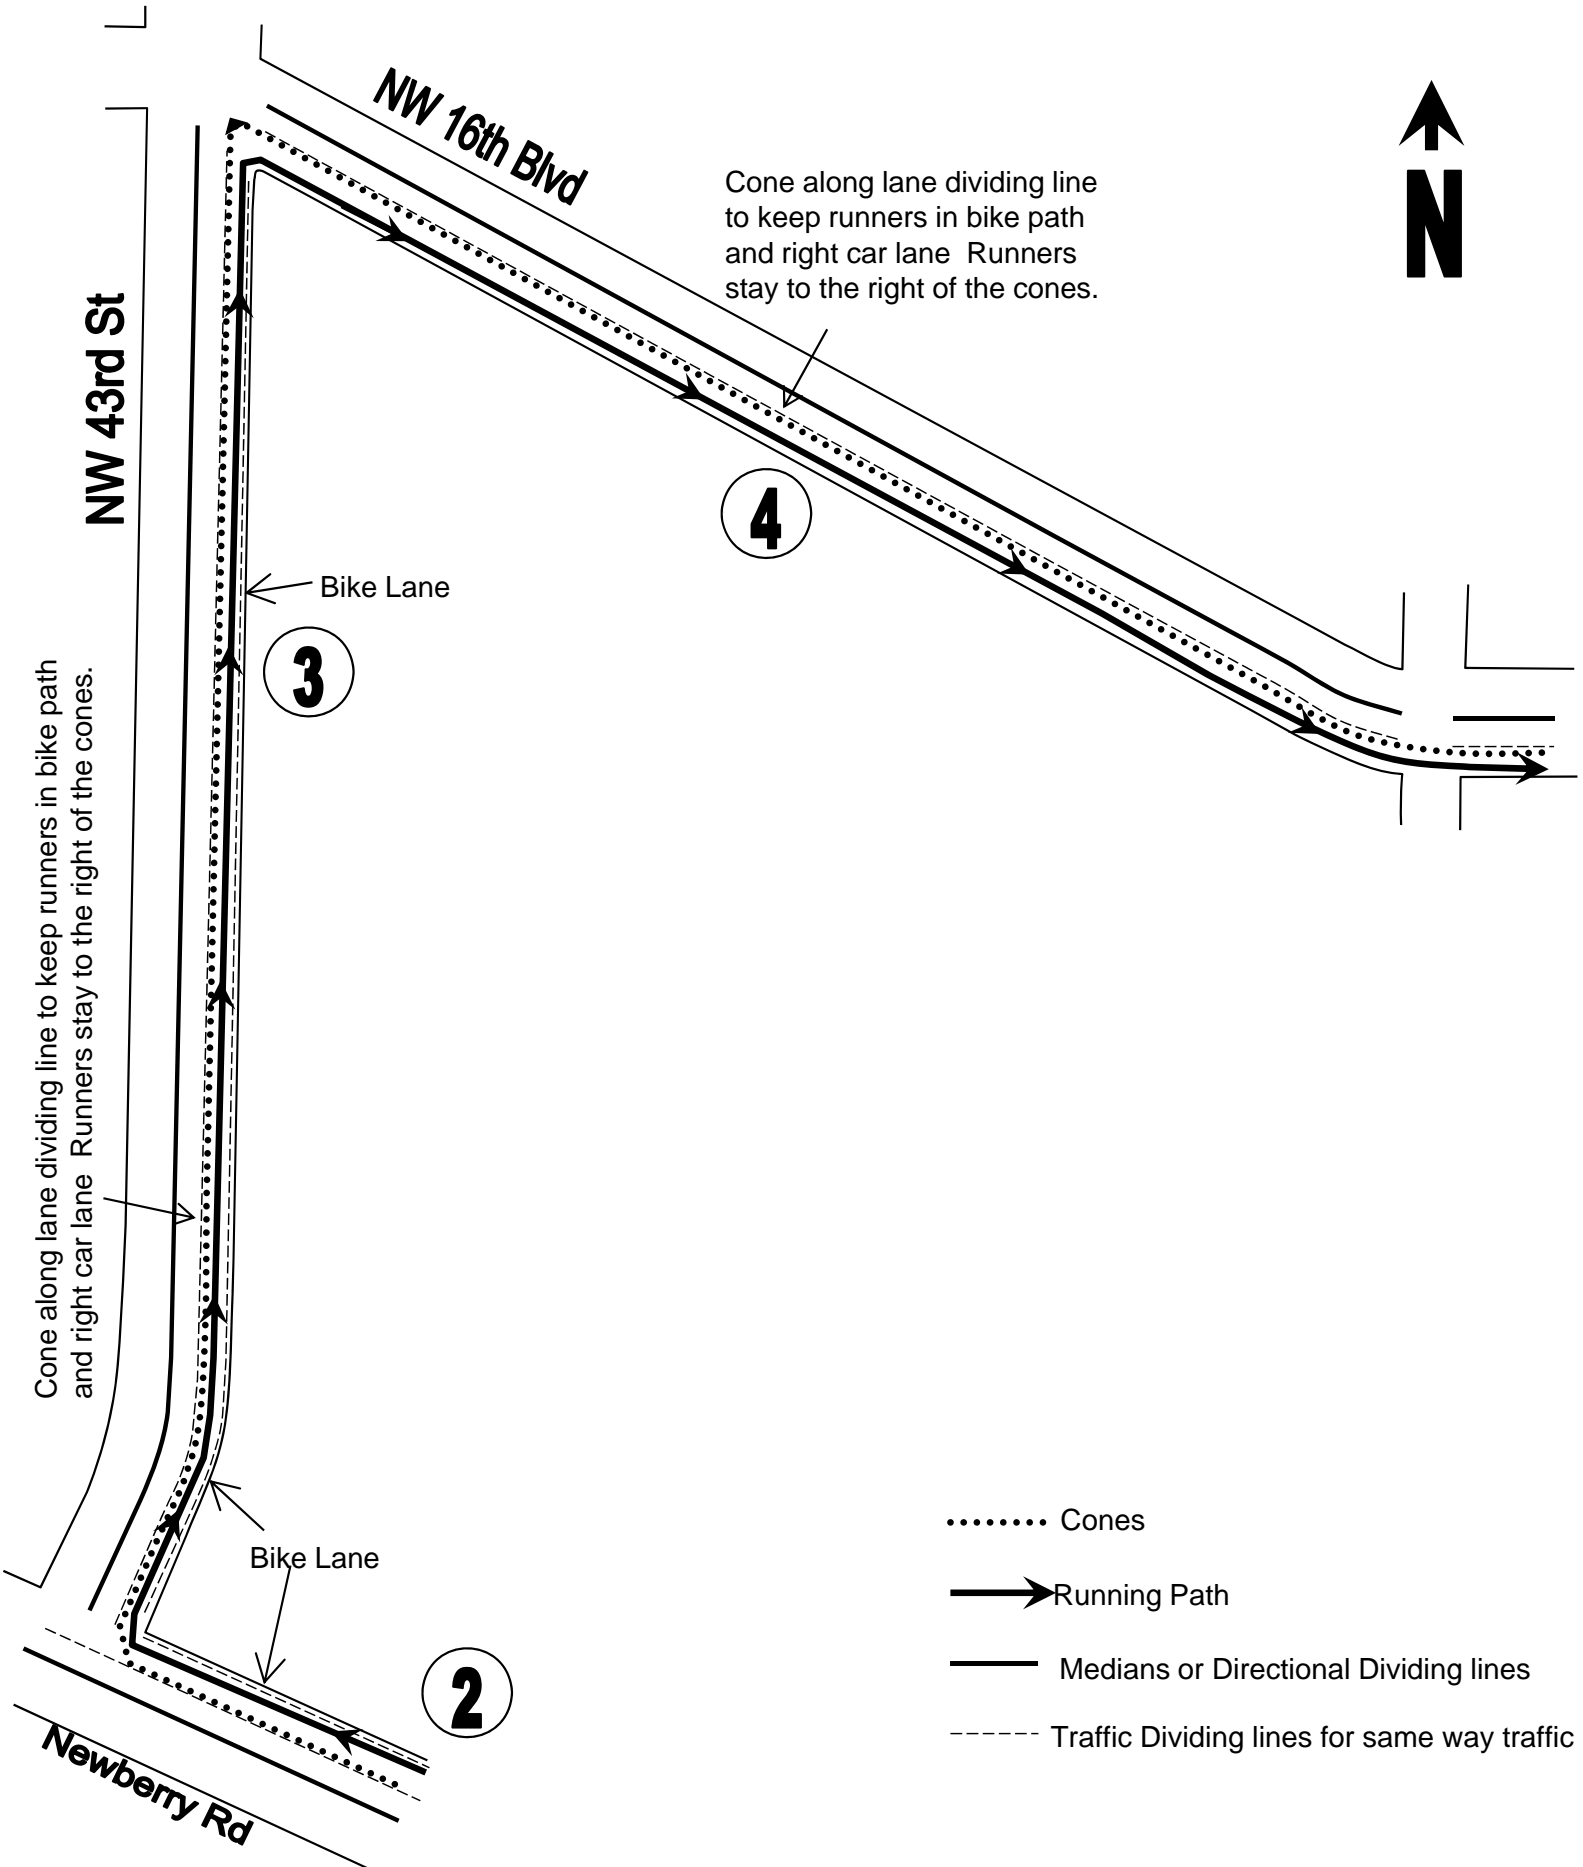 NW 16th Blvd
Cone along lane dividing line
to keep runners in bike path
and right car lane  Runners
stay to the right of the cones.
N
NW 43rd St
4
Bike Lane
3
Cone along lane dividing line to keep runners in bike path
and right car lane  Runners stay to the right of the cones.
Bike Lane
2
Newberry Rd
Cones
Running Path
Medians or Directional Dividing lines
Traffic Dividing lines for same way traffic